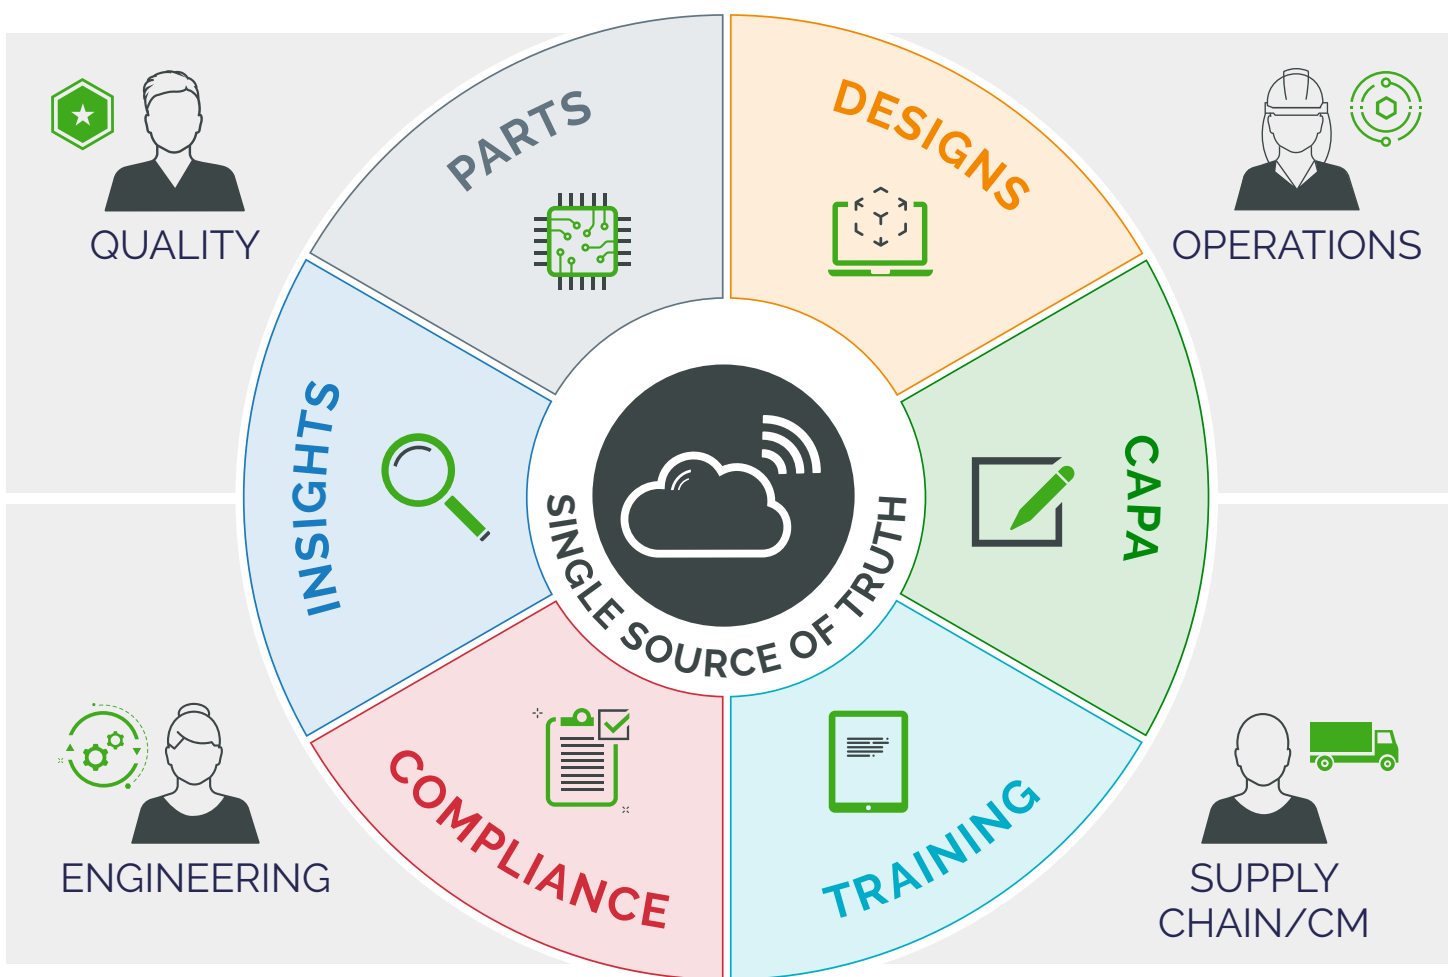 PARTS
DESIGNS
QUALITY
OPERATIONS
INSIGHTS
CAPA
SINGLE SOURCE OF TRUTH
COMPLIANCE
TRAINING
ENGINEERING
SUPPLY
CHAIN/CM